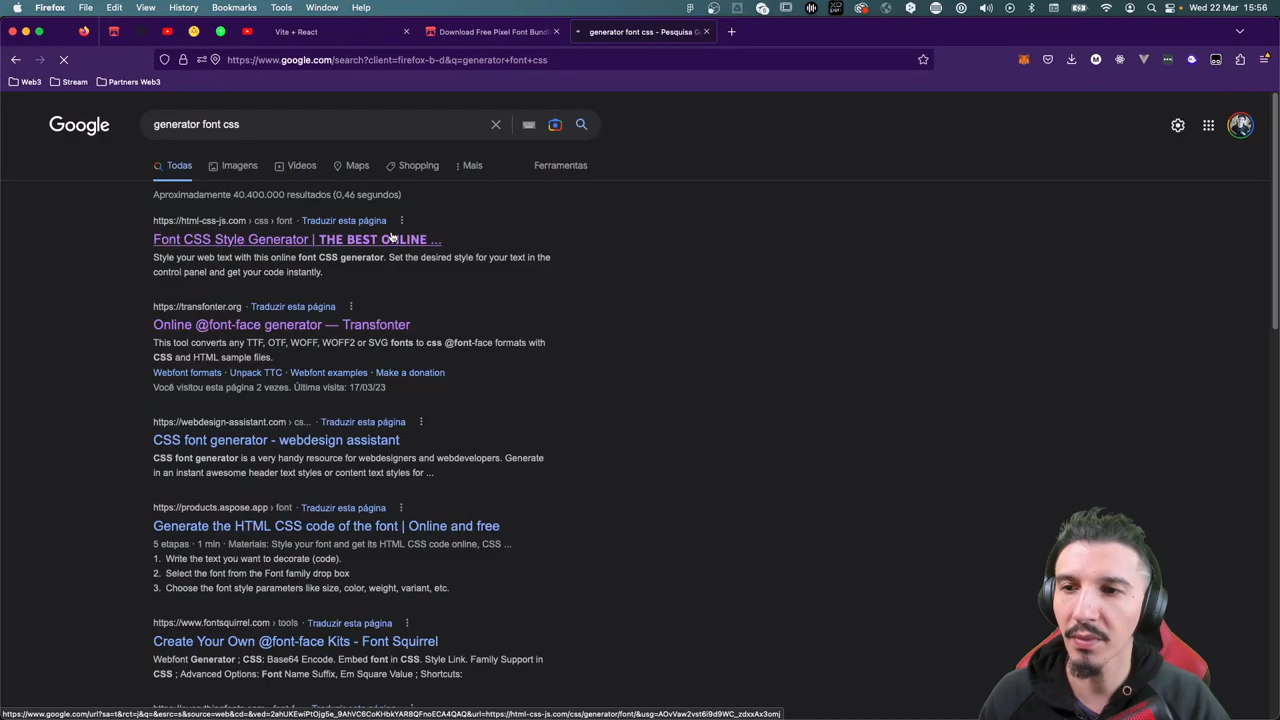 Firefox File Edit View History Bookmarks Tools Window Help Wed 22 Mar 15:56
Vite + React Download Free Pixel Font Bundl generator font css - Pesquisa G
https://www.google.com/search?client=firefox-b-d&q=generator+font+css
Web3 Stream Partners Web3
Google generator font css
Todas Imagens Vídeos Maps Shopping Mais Ferramentas
Aproximadamente 40.400.000 resultados (0,46 segundos)
https://html-css-js.com › css › font · Traduzir esta página
Font CSS Style Generator | THE BEST ONLINE ...
Style your web text with this online font CSS generator. Set the desired style for your text in the
control panel and get your code instantly.
https://transfonter.org · Traduzir esta página
Online @font-face generator — Transfonter
This tool converts any TTF, OTF, WOFF, WOFF2 or SVG fonts to css @font-face formats with
CSS and HTML sample files.
Webfont formats · Unpack TTC · Webfont examples · Make a donation
Você visitou esta página 2 vezes. Última visita: 17/03/23
https://webdesign-assistant.com › cs... · Traduzir esta página
CSS font generator - webdesign assistant
CSS font generator is a very handy resource for webdesigners and webdevelopers. Generate
in an instant awesome header text styles or content text styles for ...
https://products.aspose.app › font · Traduzir esta página
Generate the HTML CSS code of the font | Online and free
5 etapas · 1 min · Materiais: Style your font and get its HTML CSS code online, CSS ...
1. Write the text you want to decorate (code).
2. Select the font from the Font family drop box
3. Choose the font style parameters like size, color, weight, variant, etc.
https://www.fontsquirrel.com › tools · Traduzir esta página
Create Your Own @font-face Kits - Font Squirrel
Webfont Generator ; CSS: Base64 Encode. Embed font in CSS. Style Link. Family Support in
CSS ; Advanced Options: Font Name Suffix, Em Square Value ; Shortcuts: